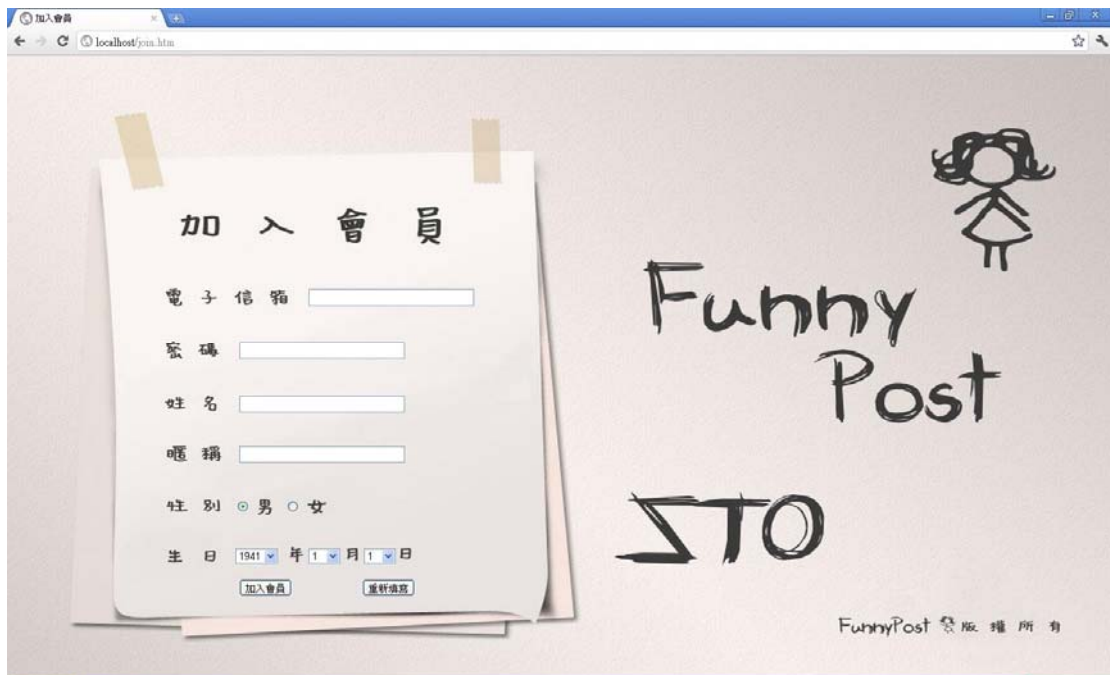 加入會員
localhost/join.htm
加入會員
電子信箱
密碼
姓名
暱稱
性別 男 女
生日 1941 年 1 月 1 日
加入會員 重新填寫
Funny
Post
STO
FunnyPost 版權所有